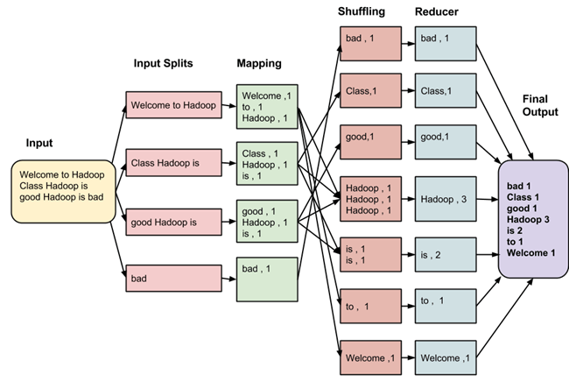 Input
Welcome to Hadoop
Class Hadoop is
good Hadoop is bad
Input Splits
Welcome to Hadoop
Class Hadoop is
good Hadoop is
bad
Mapping
Welcome ,1
to , 1
Hadoop , 1
Class , 1
Hadoop , 1
is , 1
good , 1
Hadoop , 1
is , 1
bad , 1
Shuffling
bad , 1
Class,1
good,1
Hadoop , 1
Hadoop , 1
Hadoop , 1
is , 1
is , 1
to , 1
Welcome ,1
Reducer
bad , 1
Class,1
good,1
Hadoop , 3
is , 2
to , 1
Welcome ,1
Final
Output
bad 1
Class 1
good 1
Hadoop 3
is 2
to 1
Welcome 1